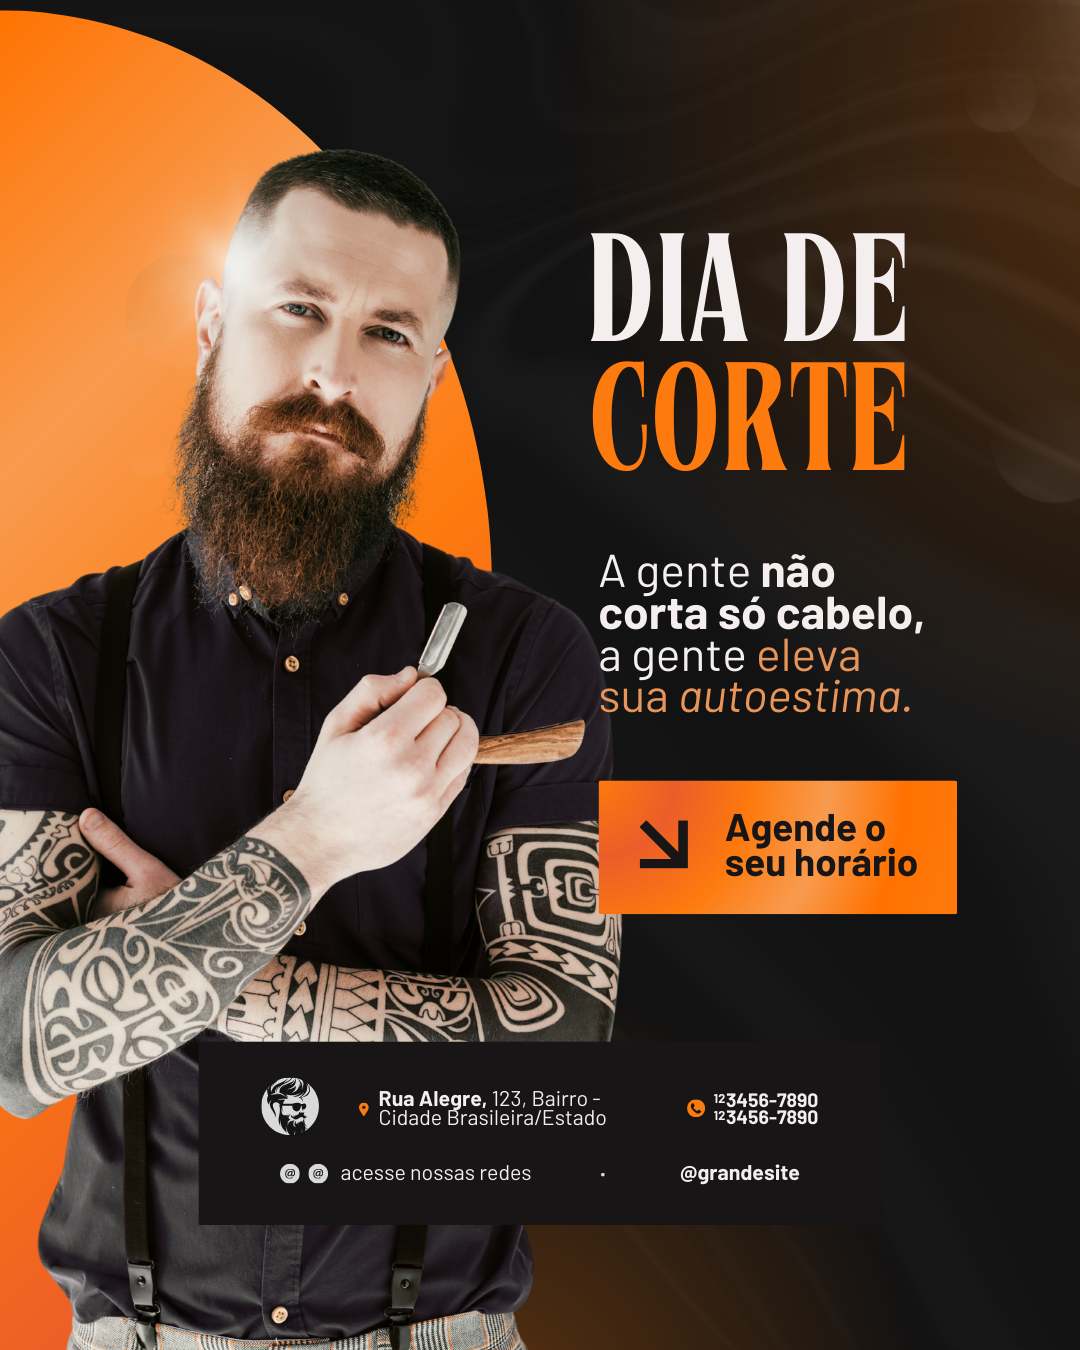 DIA DE
CORTE
A gente não
corta só cabelo,
a gente eleva
sua autoestima.
Agende o
seu horário
Rua Alegre, 123, Bairro -
Cidade Brasileira/Estado
¹²3456-7890
¹²3456-7890
@ @ acesse nossas redes · @grandesite